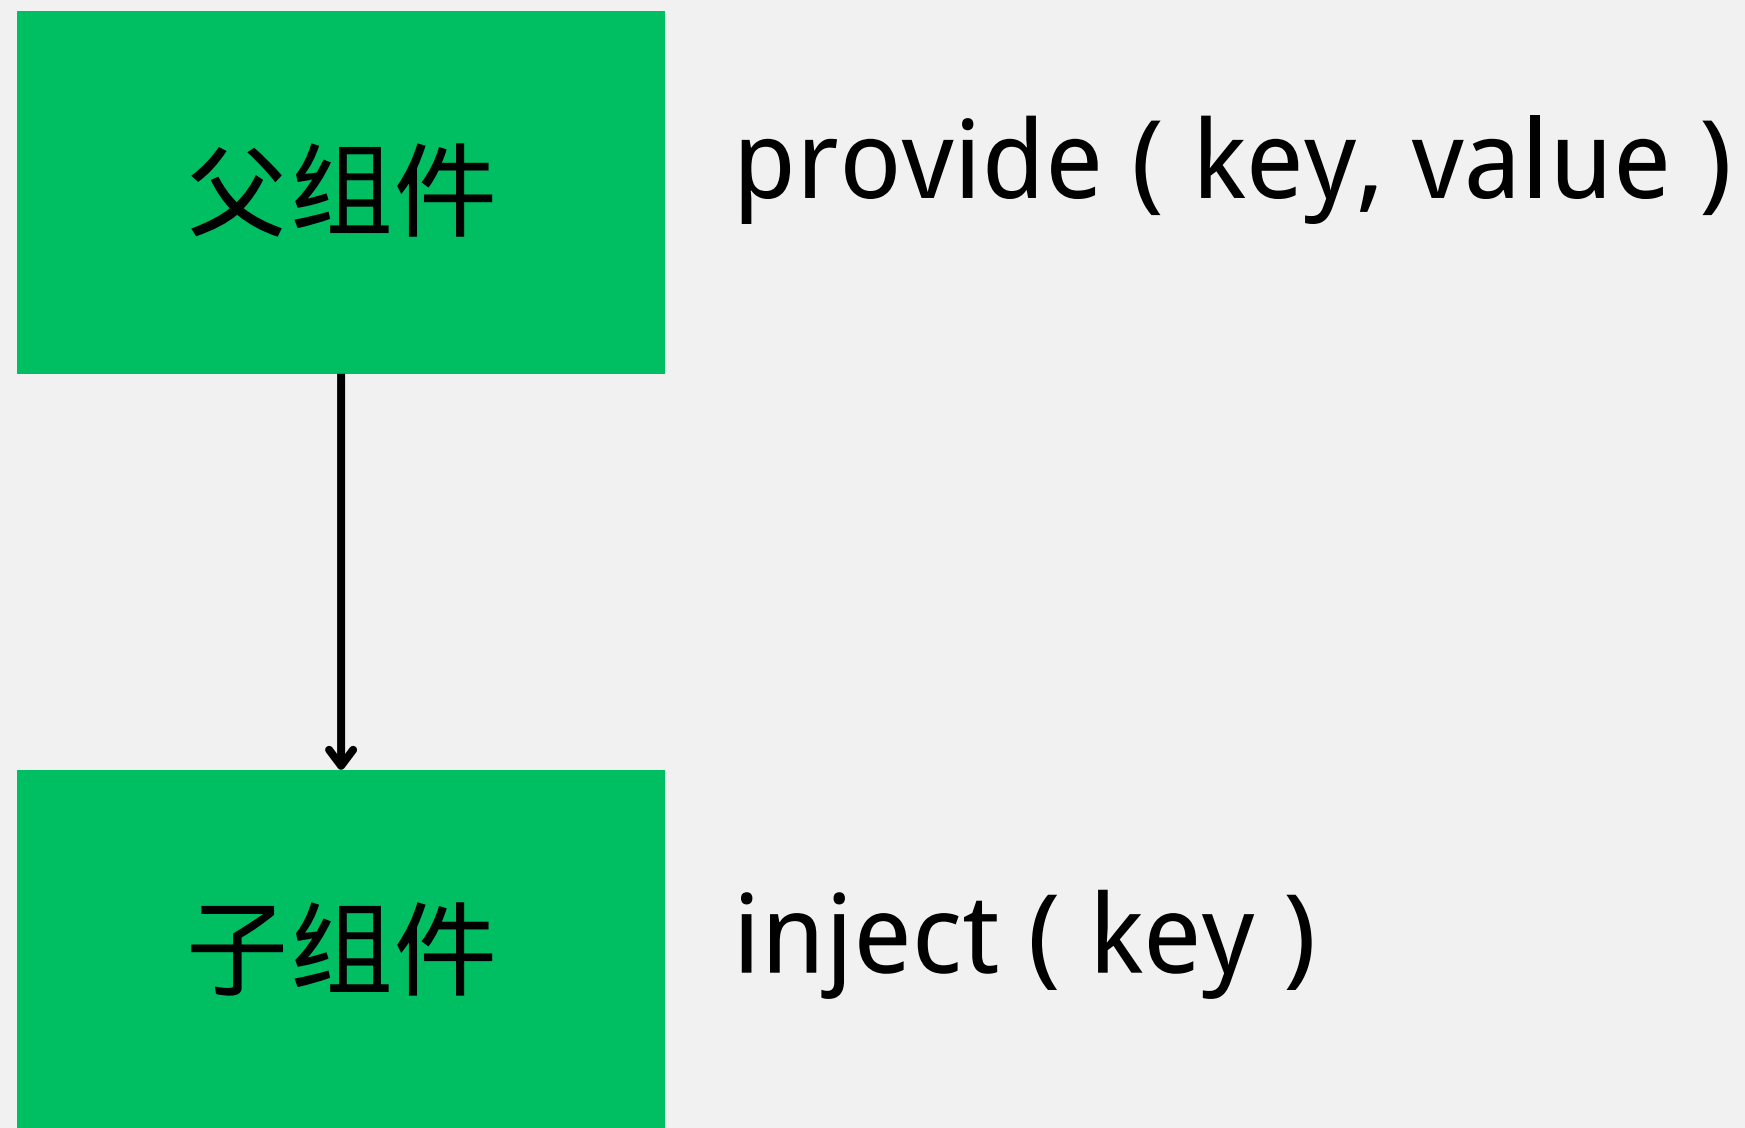 父组件
provide ( key, value )
子组件
inject ( key )